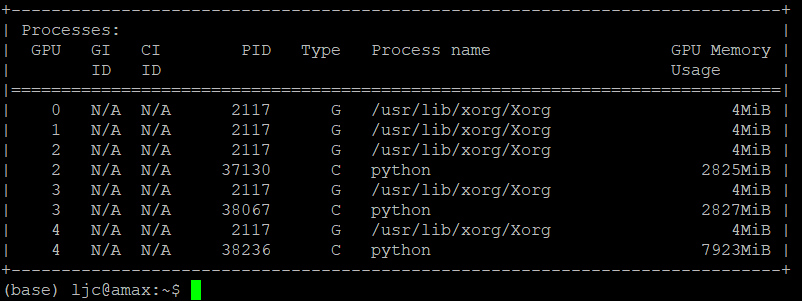 +-----------------------------------------------------------------------------+
| Processes:                                                                  |
|  GPU   GI   CI        PID   Type   Process name                  GPU Memory |
|        ID   ID                                                   Usage      |
|=============================================================================|
|    0   N/A  N/A      2117      G   /usr/lib/xorg/Xorg                  4MiB |
|    1   N/A  N/A      2117      G   /usr/lib/xorg/Xorg                  4MiB |
|    2   N/A  N/A      2117      G   /usr/lib/xorg/Xorg                  4MiB |
|    2   N/A  N/A     37130      C   python                           2825MiB |
|    3   N/A  N/A      2117      G   /usr/lib/xorg/Xorg                  4MiB |
|    3   N/A  N/A     38067      C   python                           2827MiB |
|    4   N/A  N/A      2117      G   /usr/lib/xorg/Xorg                  4MiB |
|    4   N/A  N/A     38236      C   python                           7923MiB |
+-----------------------------------------------------------------------------+
(base) ljc@amax:~$